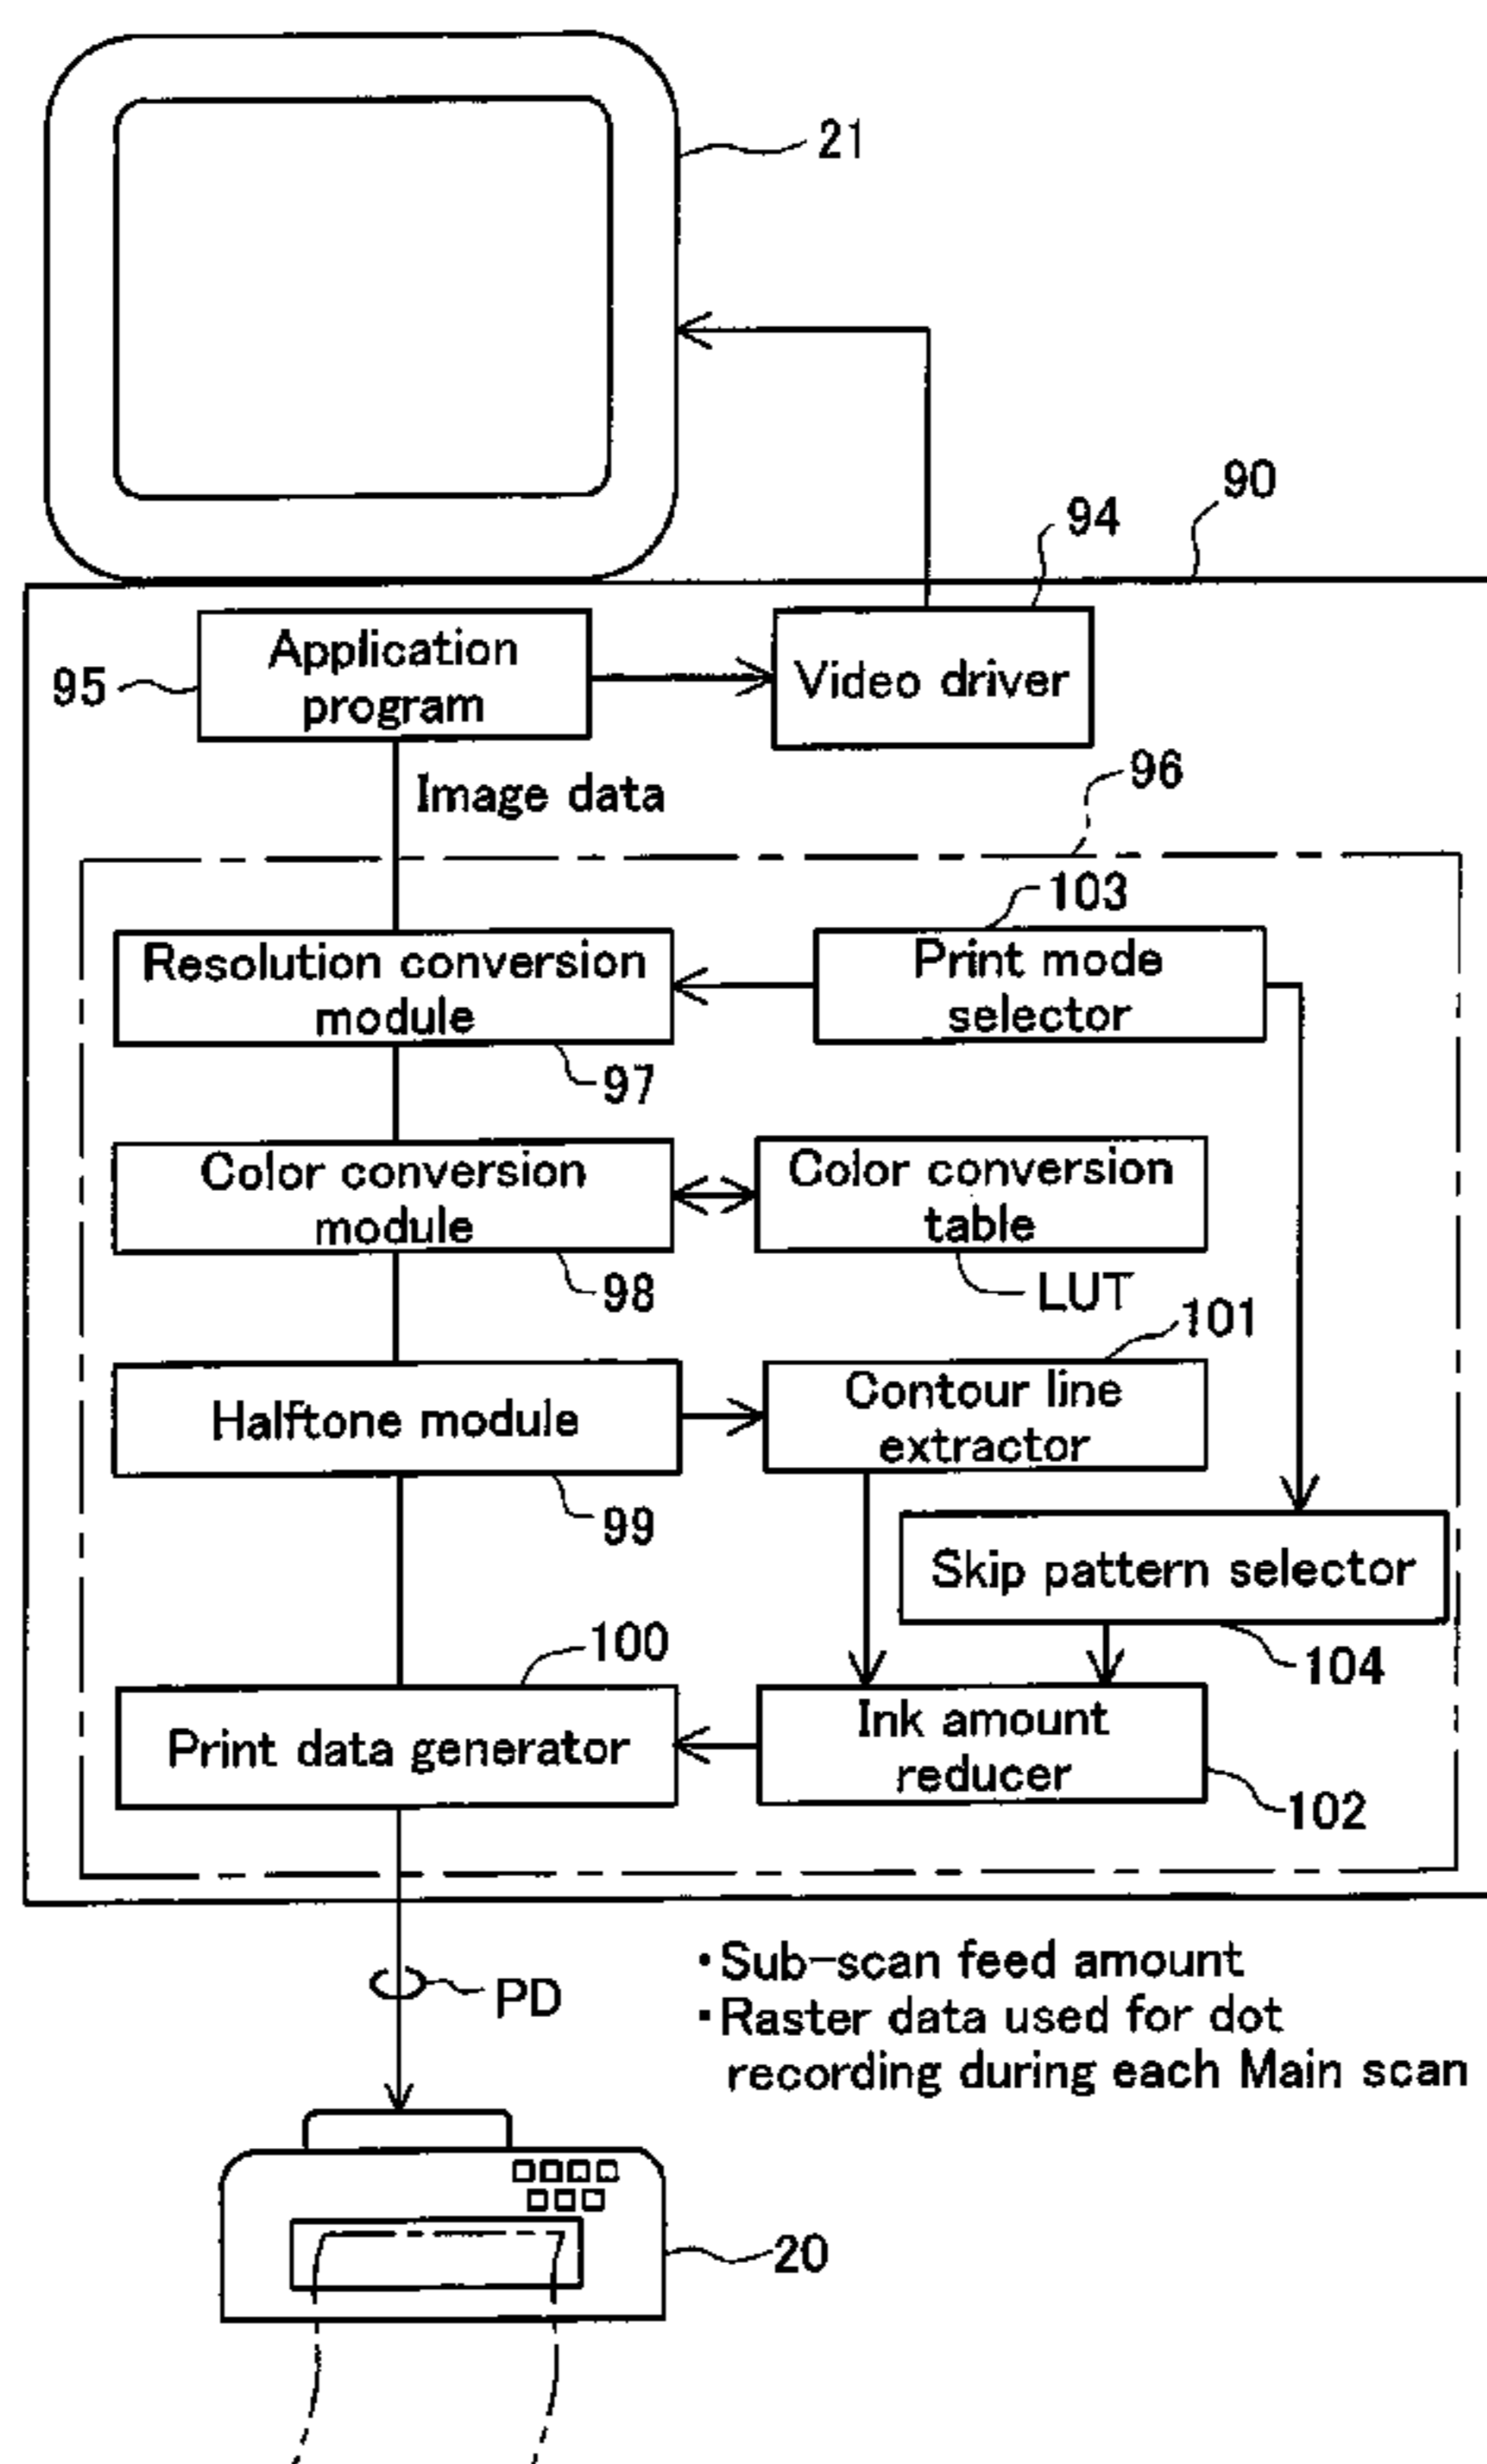 21
90
94
Application
program
95
Video driver
Image data
96
103
Resolution conversion
module
Print mode
selector
97
Color conversion
module
Color conversion
table
98
LUT
101
Halftone module
Contour line
extractor
99
Skip pattern selector
100
104
Print data generator
Ink amount
reducer
102
PD
・Sub-scan feed amount
・Raster data used for dot
recording during each Main scan
20